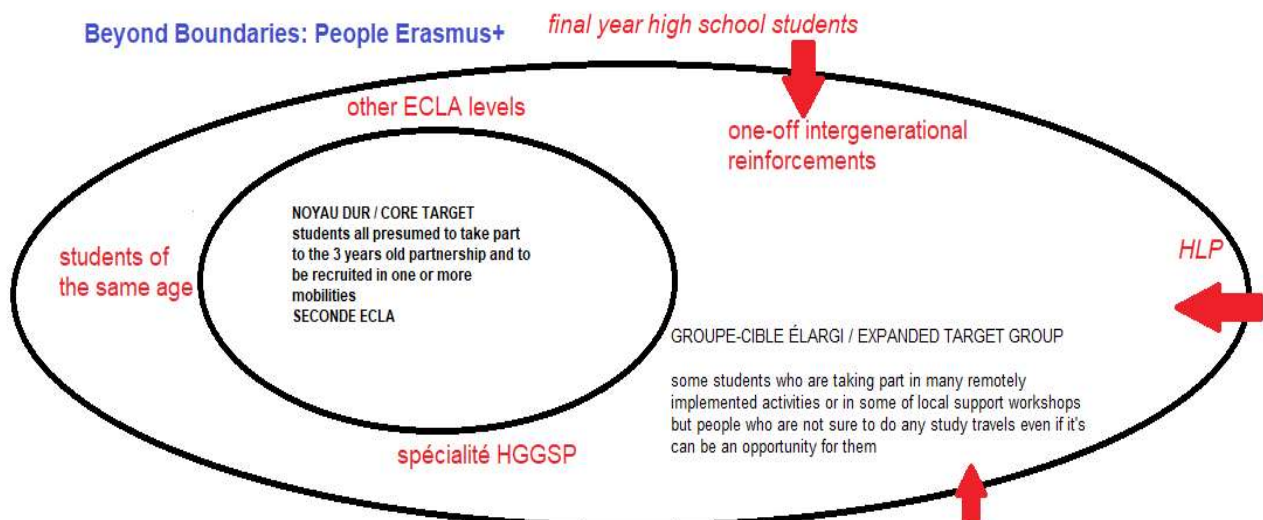 Beyond Boundaries: People Erasmus+
final year high school students
other ECLA levels
one-off intergenerational
reinforcements
NOYAU DUR / CORE TARGET
students all presumed to take part
to the 3 years old partnership and to
be recruited in one or more
mobilities
SECONDE ECLA
students of
the same age
HLP
GROUPE-CIBLE ÉLARGI / EXPANDED TARGET GROUP
some students who are taking part in many remotely
implemented activities or in some of local support workshops
but people who are not sure to do any study travels even if it's
can be an opportunity for them
spécialité HGGSP